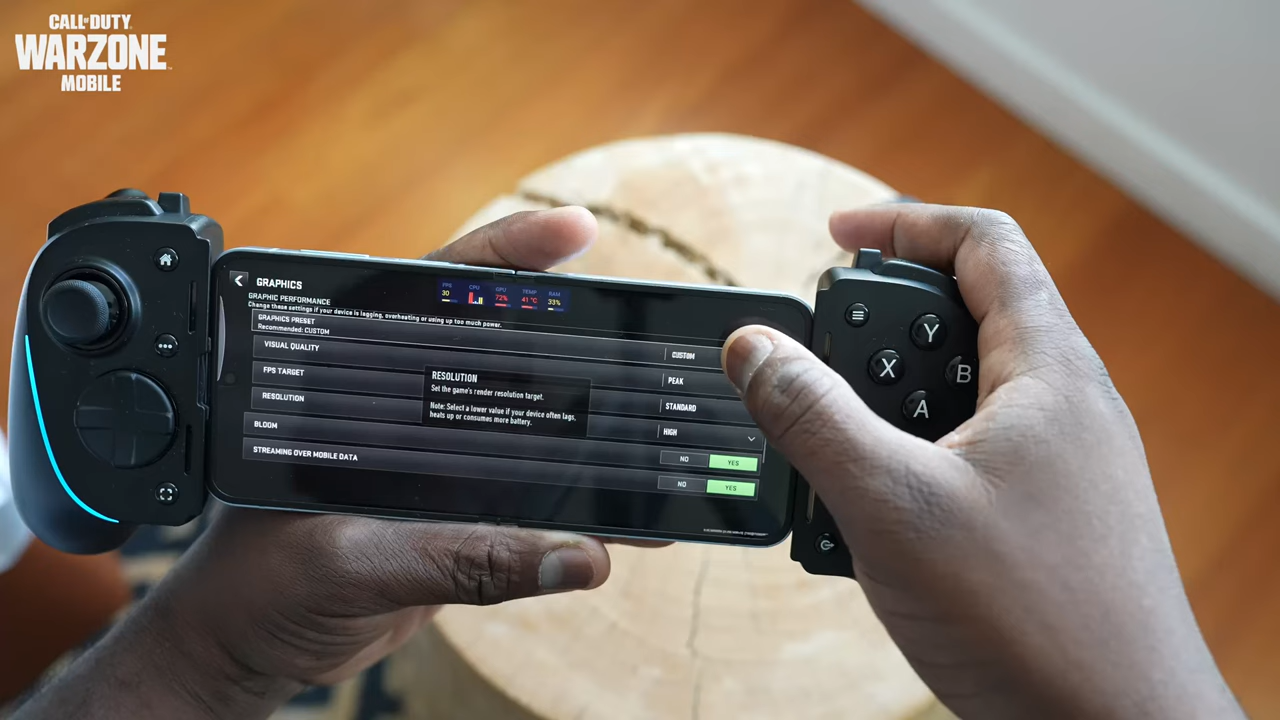 CALL OF DUTY
WARZONE
MOBILE
GRAPHICS
FPS CPU GPU TEMP RAM
30 72% 41 °C 33%
GRAPHIC PERFORMANCE
Change these settings if your device is lagging, overheating or using up too much power.
GRAPHICS PRESET
Recommended: CUSTOM
CUSTOM
VISUAL QUALITY
PEAK
FPS TARGET
STANDARD
RESOLUTION
HIGH
RESOLUTION
Set the game's render resolution target.
Note: Select a lower value if your device often lags,
heats up or consumes more battery.
BLOOM
NO YES
STREAMING OVER MOBILE DATA
NO YES
Y
X B
A